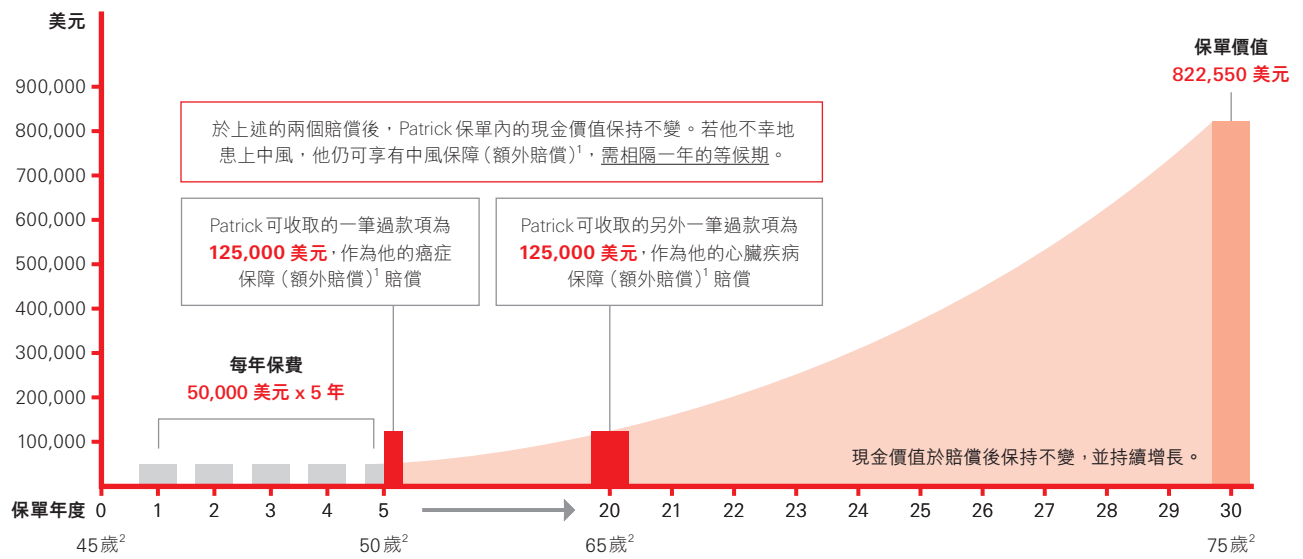 美元
900,000
800,000
700,000
600,000
500,000
400,000
300,000
200,000
100,000
保單價值
822,550 美元
於上述的兩個賠償後，Patrick 保單內的現金價值保持不變。若他不幸地
患上中風，他仍可享有中風保障（額外賠償）¹，需相隔一年的等候期。
Patrick 可收取的一筆過款項為
125,000 美元，作為他的癌症
保障（額外賠償）¹ 賠償
Patrick 可收取的另外一筆過款項為
125,000 美元，作為他的心臟疾病
保障（額外賠償）¹ 賠償
每年保費
50,000 美元 x 5 年
現金價值於賠償後保持不變，並持續增長。
保單年度 0 1 2 3 4 5 20 21 22 23 24 25 26 27 28 29 30
45歲² 50歲² 65歲² 75歲²